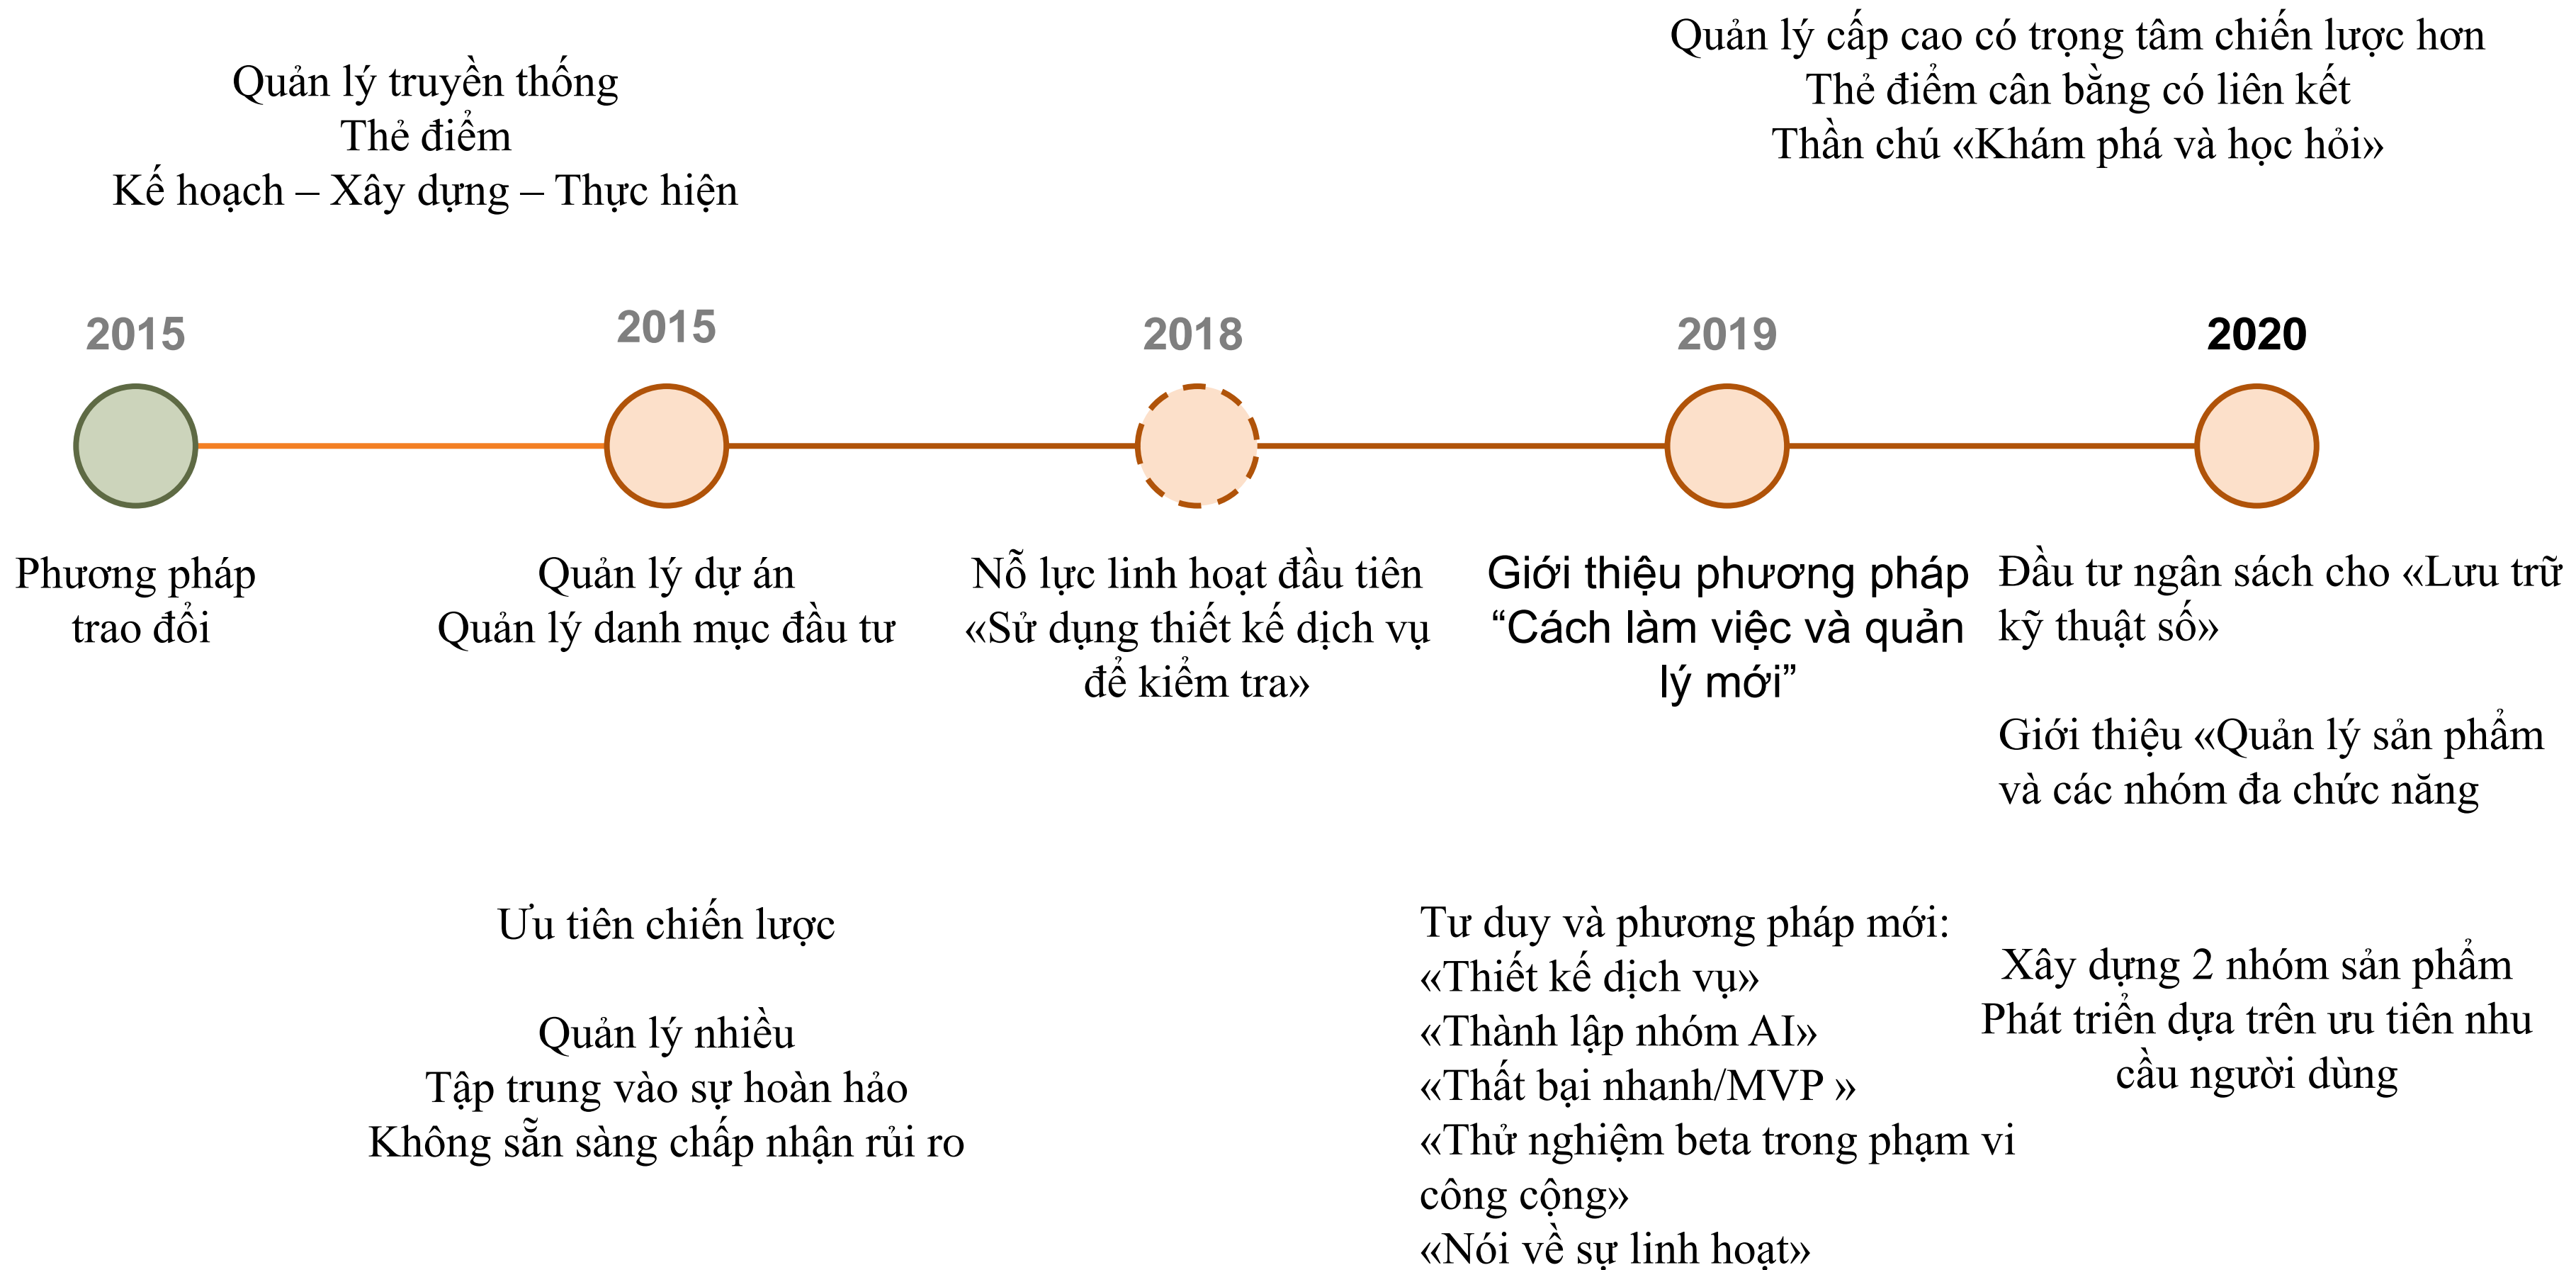 Quản lý truyền thống
Thẻ điểm
Kế hoạch – Xây dựng – Thực hiện
Quản lý cấp cao có trọng tâm chiến lược hơn
Thẻ điểm cân bằng có liên kết
Thần chú «Khám phá và học hỏi»
2015
2015
2018
2019
2020
Phương pháp
trao đổi
Quản lý dự án
Quản lý danh mục đầu tư
Nỗ lực linh hoạt đầu tiên
«Sử dụng thiết kế dịch vụ
để kiểm tra»
Giới thiệu phương pháp
“Cách làm việc và quản
lý mới”
Đầu tư ngân sách cho «Lưu trữ
kỹ thuật số»
Giới thiệu «Quản lý sản phẩm
và các nhóm đa chức năng
Ưu tiên chiến lược
Quản lý nhiều
Tập trung vào sự hoàn hảo
Không sẵn sàng chấp nhận rủi ro
Tư duy và phương pháp mới:
«Thiết kế dịch vụ»
«Thành lập nhóm AI»
«Thất bại nhanh/MVP »
«Thử nghiệm beta trong phạm vi
công cộng»
«Nói về sự linh hoạt»
Xây dựng 2 nhóm sản phẩm
Phát triển dựa trên ưu tiên nhu
cầu người dùng